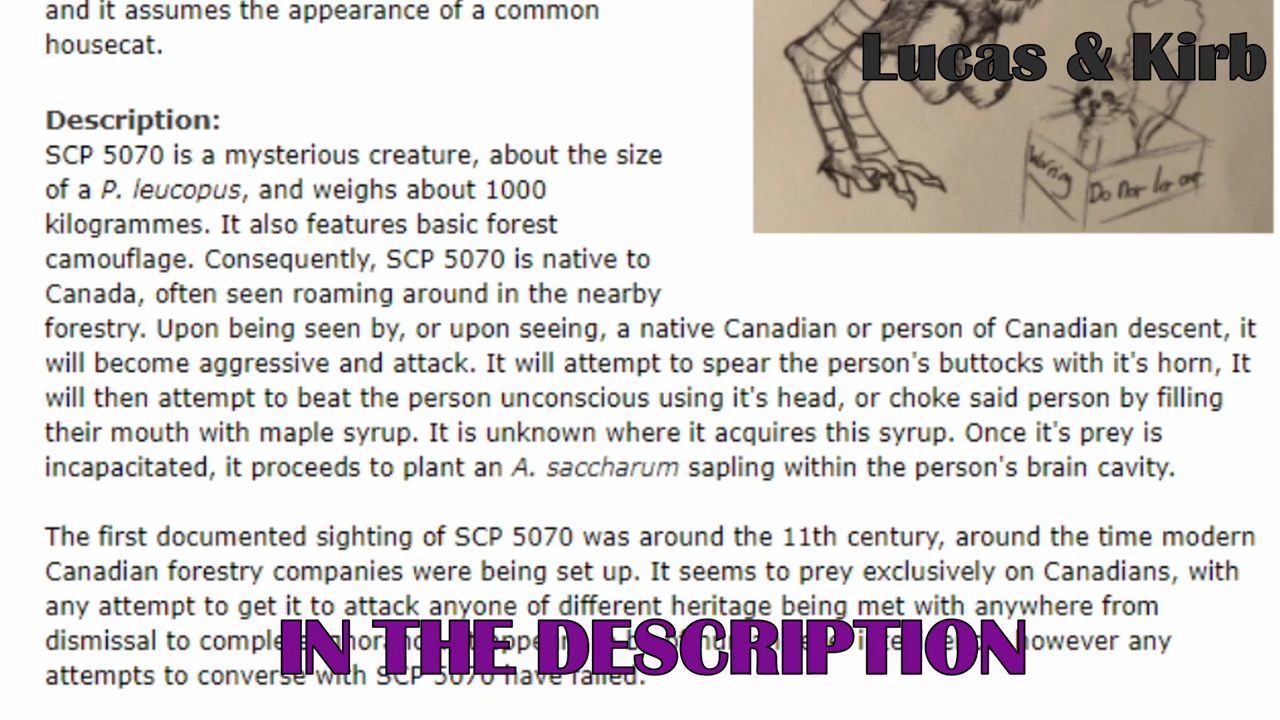 and it assumes the appearance of a common
housecat.
Lucas & Kirb
Description:
SCP 5070 is a mysterious creature, about the size
of a P. leucopus, and weighs about 1000
kilogrammes. It also features basic forest
camouflage. Consequently, SCP 5070 is native to
Canada, often seen roaming around in the nearby
forestry. Upon being seen by, or upon seeing, a native Canadian or person of Canadian descent, it
will become aggressive and attack. It will attempt to spear the person's buttocks with it's horn, It
will then attempt to beat the person unconscious using it's head, or choke said person by filling
their mouth with maple syrup. It is unknown where it acquires this syrup. Once it's prey is
incapacitated, it proceeds to plant an A. saccharum sapling within the person's brain cavity.
Warning
Do Not let out
The first documented sighting of SCP 5070 was around the 11th century, around the time modern
Canadian forestry companies were being set up. It seems to prey exclusively on Canadians, with
any attempt to get it to attack anyone of different heritage being met with anywhere from
dismissal to however any
IN THE DESCRIPTION
attempts to converse with SCP 5070 have failed.